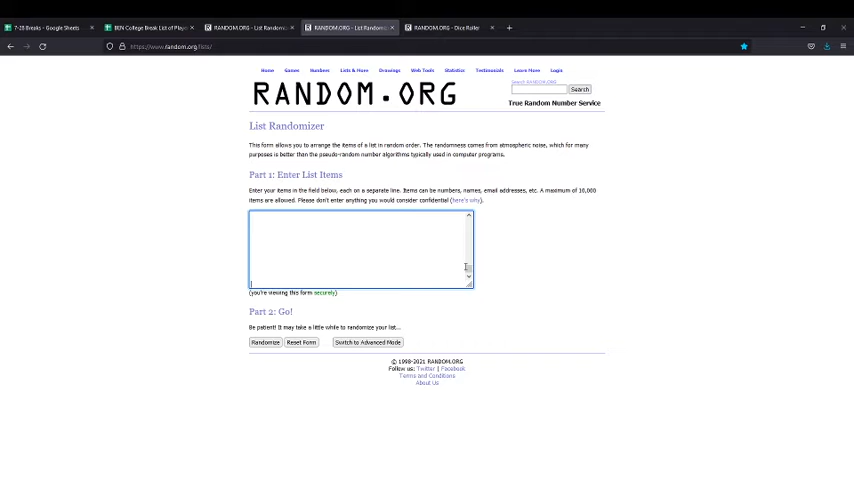 7-28 Breaks - Google Sheets
BEN College Break List of Playe
RANDOM.ORG - List Randomiz
RANDOM.ORG - List Randomiz
RANDOM.ORG - Dice Roller
https://www.random.org/lists/
Home Games Numbers Lists & More Drawings Web Tools Statistics Testimonials Learn More Login
Search RANDOM.ORG
RANDOM.ORG
Search
True Random Number Service
List Randomizer
This form allows you to arrange the items of a list in random order. The randomness comes from atmospheric noise, which for many
purposes is better than the pseudo-random number algorithms typically used in computer programs.
Part 1: Enter List Items
Enter your items in the field below, each on a separate line. Items can be numbers, names, email addresses, etc. A maximum of 10,000
items are allowed. Please don't enter anything you would consider confidential (here's why).
(you're viewing this form securely)
Part 2: Go!
Be patient! It may take a little while to randomize your list...
Randomize Reset Form Switch to Advanced Mode
© 1998-2021 RANDOM.ORG
Follow us: Twitter | Facebook
Terms and Conditions
About Us